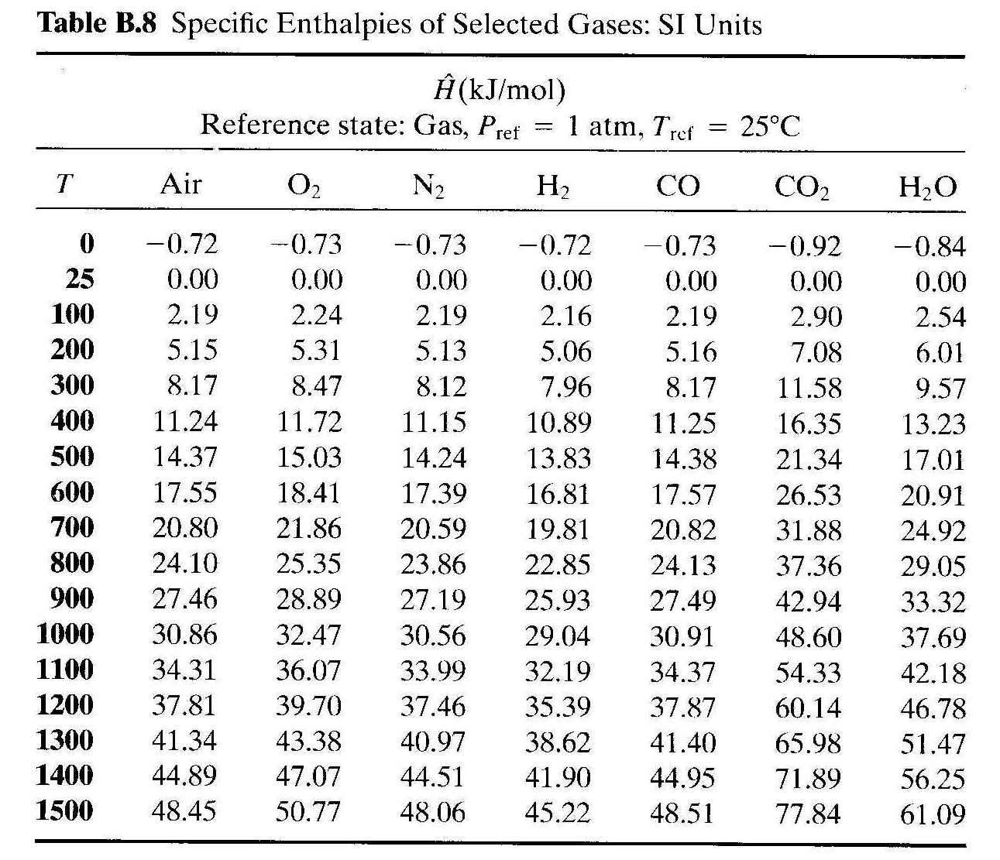 Table B.8 Specific Enthalpies of Selected Gases: SI Units
Ĥ(kJ/mol)
Reference state: Gas, Pref = 1 atm, Tref = 25°C
T Air O2 N2 H2 CO CO2 H2O
0 −0.72 −0.73 −0.73 −0.72 −0.73 −0.92 −0.84
25 0.00 0.00 0.00 0.00 0.00 0.00 0.00
100 2.19 2.24 2.19 2.16 2.19 2.90 2.54
200 5.15 5.31 5.13 5.06 5.16 7.08 6.01
300 8.17 8.47 8.12 7.96 8.17 11.58 9.57
400 11.24 11.72 11.15 10.89 11.25 16.35 13.23
500 14.37 15.03 14.24 13.83 14.38 21.34 17.01
600 17.55 18.41 17.39 16.81 17.57 26.53 20.91
700 20.80 21.86 20.59 19.81 20.82 31.88 24.92
800 24.10 25.35 23.86 22.85 24.13 37.36 29.05
900 27.46 28.89 27.19 25.93 27.49 42.94 33.32
1000 30.86 32.47 30.56 29.04 30.91 48.60 37.69
1100 34.31 36.07 33.99 32.19 34.37 54.33 42.18
1200 37.81 39.70 37.46 35.39 37.87 60.14 46.78
1300 41.34 43.38 40.97 38.62 41.40 65.98 51.47
1400 44.89 47.07 44.51 41.90 44.95 71.89 56.25
1500 48.45 50.77 48.06 45.22 48.51 77.84 61.09